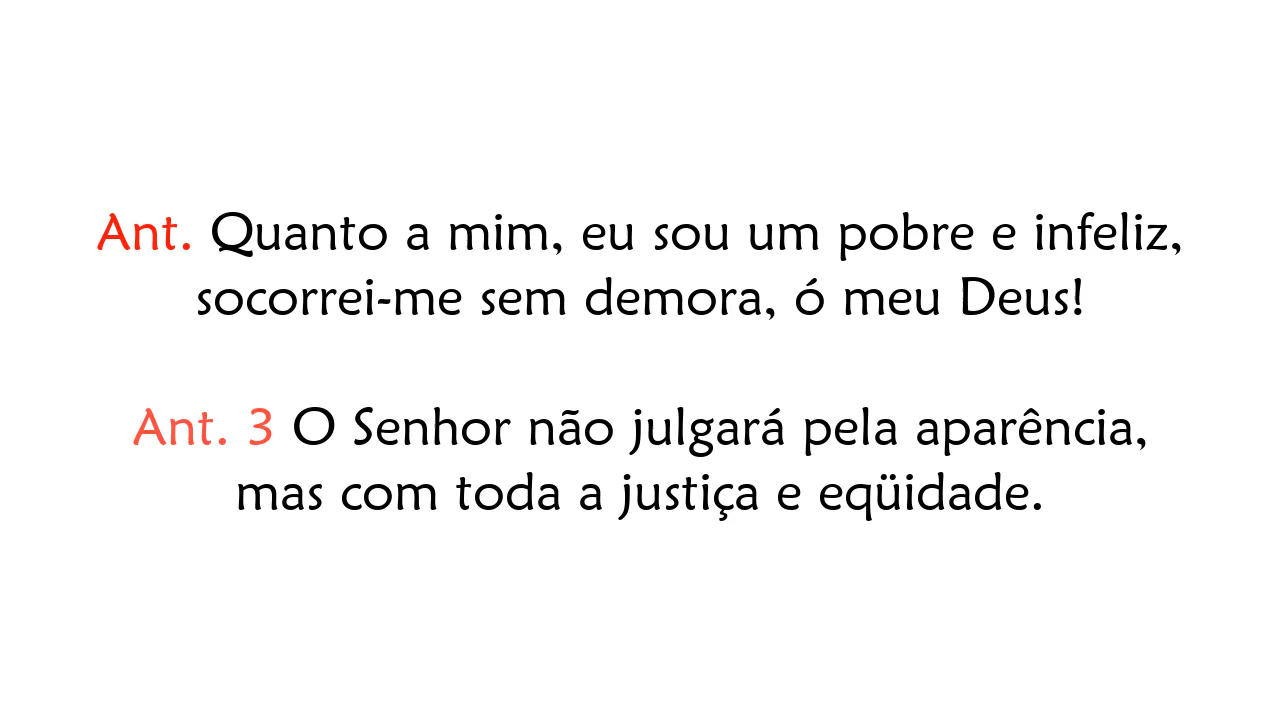 Ant. Quanto a mim, eu sou um pobre e infeliz,
socorrei-me sem demora, ó meu Deus!
Ant. 3 O Senhor não julgará pela aparência,
mas com toda a justiça e eqüidade.